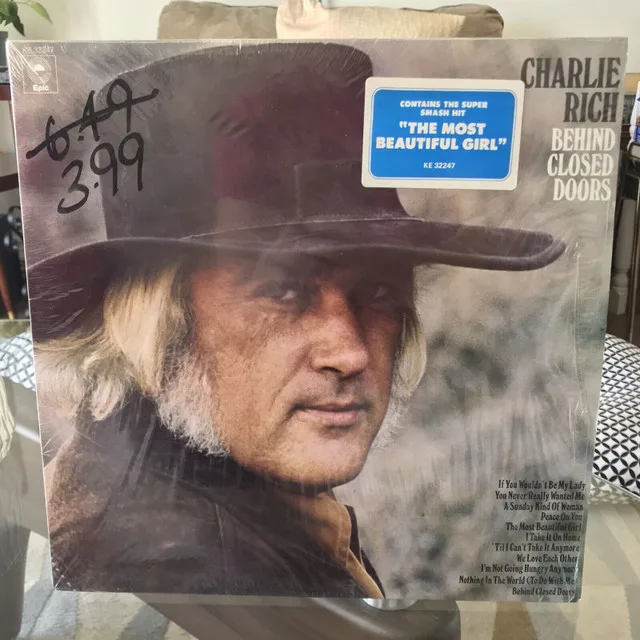 KE 32247
Epic
6.49
3.99
CONTAINS THE SUPER
SMASH HIT
"THE MOST
BEAUTIFUL GIRL"
KE 32247
CHARLIE
RICH
BEHIND
CLOSED
DOORS
If You Wouldn't Be My Lady
You Never Really Wanted Me
A Sunday Kind Of Woman
Peace On You
The Most Beautiful Girl
I Take It On Home
'Til I Can't Take It Anymore
We Love Each Other
I'm Not Going Hungry Anymore
Nothing In The World (To Do With Me)
Behind Closed Doors